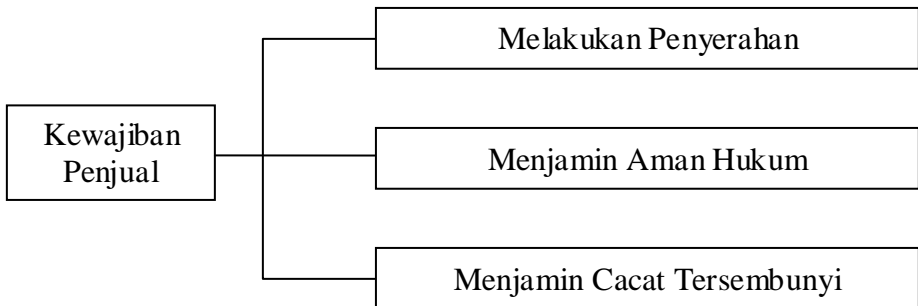 Melakukan Penyerahan
Kewajiban
Penjual
Menjamin Aman Hukum
Menjamin Cacat Tersembunyi